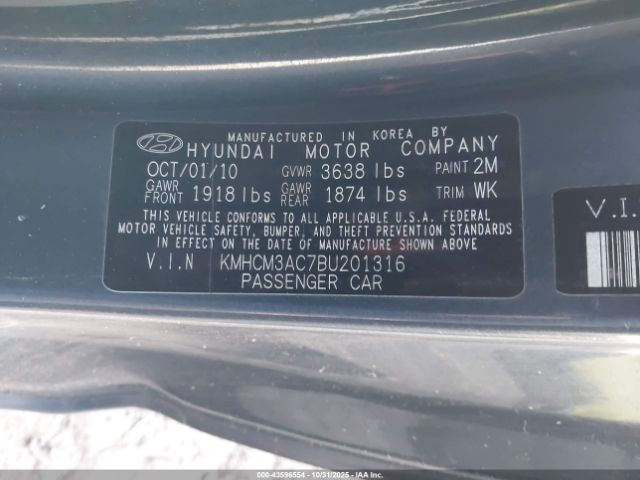 MANUFACTURED IN KOREA BY
HYUNDAI MOTOR COMPANY
OCT/01/10 GVWR 3638 lbs PAINT 2M
GAWR FRONT 1918 lbs GAWR REAR 1874 lbs TRIM WK
THIS VEHICLE CONFORMS TO ALL APPLICABLE U.S.A. FEDERAL
MOTOR VEHICLE SAFETY, BUMPER, AND THEFT PREVENTION
STANDARDS IN EFFECT ON THE DATE OF MANUFACTURE SHOWN ABOVE
V.I.N KMHCM3AC7BU201316
PASSENGER CAR
V.I.
000-43596554 - 10/31/2025 - IAA Inc.